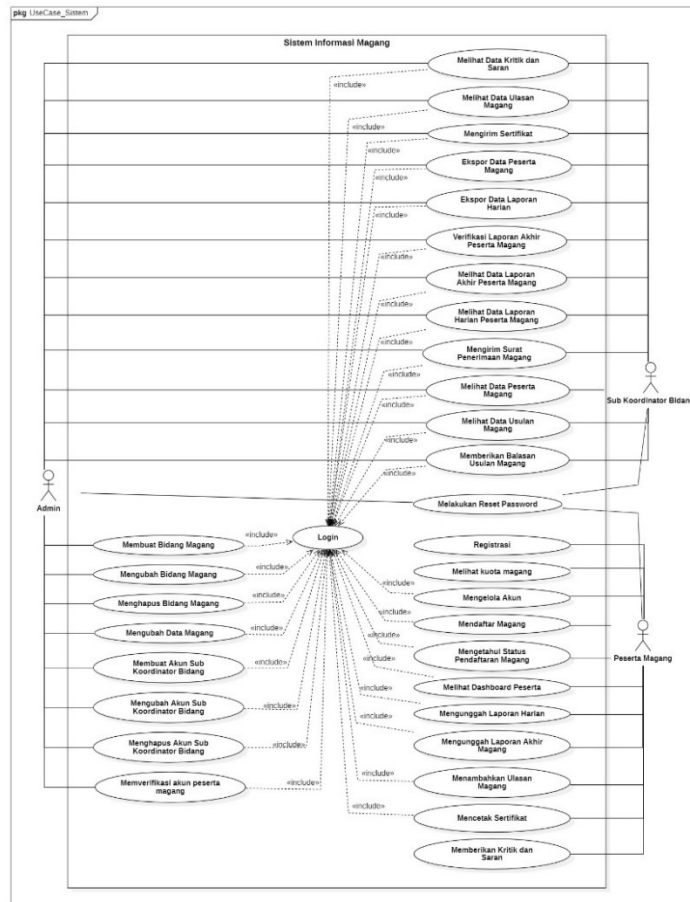 pkg UseCase_Sistem
Sistem Informasi Magang
Melihat Data Kritik dan
Saran
«include»
Melihat Data Ulasan
Magang
«include»
Mengirim Sertifikat
«include»
Ekspor Data Peserta
Magang
«include»
Ekspor Data Laporan
Harian
«include»
Verifikasi Laporan Akhir
Peserta Magang
«include»
Melihat Data Laporan
Akhir Peserta Magang
«include»
Melihat Data Laporan
Harian Peserta Magang
«include»
Mengirim Surat
Penerimaan Magang
«include»
Melihat Data Peserta
Magang
«include»
Sub Koordinator Bidang
Melihat Data Usulan
Magang
«include»
Memberikan Balasan
Usulan Magang
«include»
Melakukan Reset Password
Admin
Login
Membuat Bidang Magang
«include»
Mengubah Bidang Magang
«include»
Menghapus Bidang Magang
«include»
Mengubah Data Magang
«include»
Membuat Akun Sub
Koordinator Bidang
«include»
Mengubah Akun Sub
Koordinator Bidang
«include»
Menghapus Akun Sub
Koordinator Bidang
«include»
Memverifikasi akun peserta
magang
«include»
Registrasi
Melihat kuota magang
Mengelola Akun
«include»
Mendaftar Magang
«include»
Mengetahui Status
Pendaftaran Magang
«include»
Peserta Magang
Melihat Dashboard Peserta
«include»
Mengunggah Laporan Harian
«include»
Mengunggah Laporan Akhir
Magang
«include»
Menambahkan Ulasan
Magang
«include»
Mencetak Sertifikat
«include»
Memberikan Kritik dan
Saran